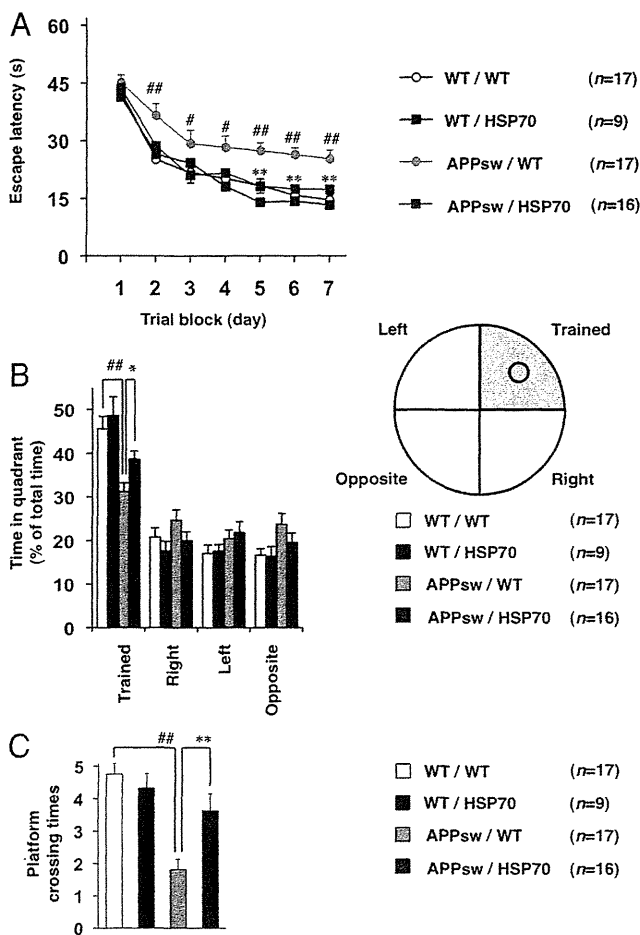 A
60
45
30
15
0
Escape latency (s)
##
#
#
##
##
##
**
**
**
1 2 3 4 5 6 7
Trial block (day)
WT / WT (n=17)
WT / HSP70 (n=9)
APPsw / WT (n=17)
APPsw / HSP70 (n=16)
Left
Trained
Opposite
Right
B
##
*
50
40
30
20
10
0
Time in quadrant
(% of total time)
Trained
Right
Left
Opposite
WT / WT (n=17)
WT / HSP70 (n=9)
APPsw / WT (n=17)
APPsw / HSP70 (n=16)
C
##
**
5
4
3
2
1
0
Platform
crossing times
WT / WT (n=17)
WT / HSP70 (n=9)
APPsw / WT (n=17)
APPsw / HSP70 (n=16)